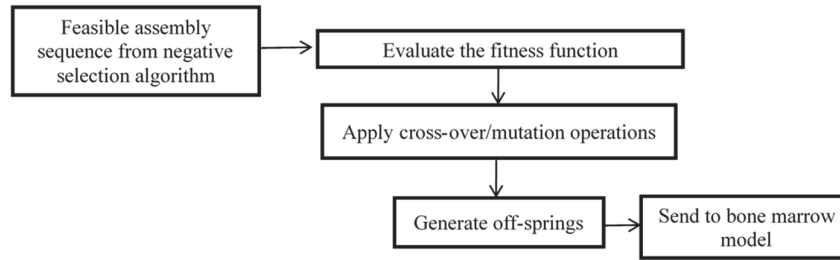 Feasible assembly
sequence from negative
selection algorithm
Evaluate the fitness function
Apply cross-over/mutation operations
Generate off-springs
Send to bone marrow
model